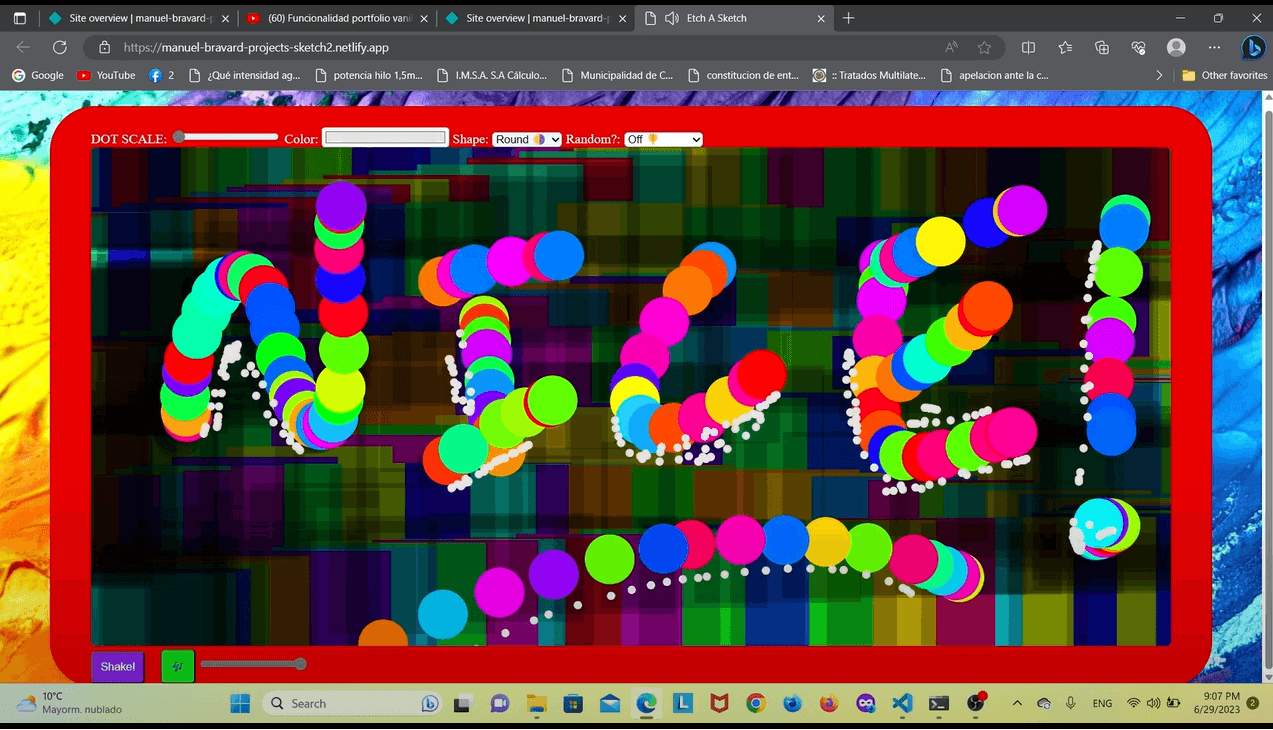 Site overview | manuel-bravard-p
(60) Funcionalidad portfolio vani
Site overview | manuel-bravard-p
Etch A Sketch
https://manuel-bravard-projects-sketch2.netlify.app
Google
YouTube
2
¿Qué intensidad ag...
potencia hilo 1,5m...
I.M.S.A. S.A Cálculo...
Municipalidad de C...
constitucion de ent...
:: Tratados Multilate...
apelacion ante la c...
Other favorites
DOT SCALE: Color: Shape: Round Random?: Off
Shake!
10°C
Mayorm. nublado
Search
ENG
9:07 PM
6/29/2023
2